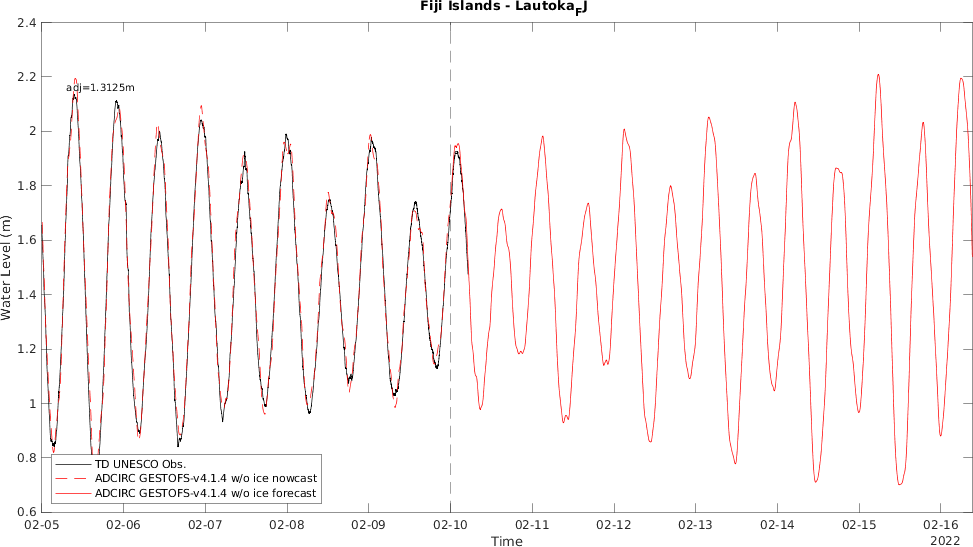 Fiji Islands - Lautoka_FJ
2.4
2.2
2
1.8
1.6
1.4
1.2
1
0.8
0.6
Water Level (m)
adj=1.3125m
TD UNESCO Obs.
ADCIRC GESTOFS-v4.1.4 w/o ice nowcast
ADCIRC GESTOFS-v4.1.4 w/o ice forecast
02-05 02-06 02-07 02-08 02-09 02-10 02-11 02-12 02-13 02-14 02-15 02-16
Time
2022